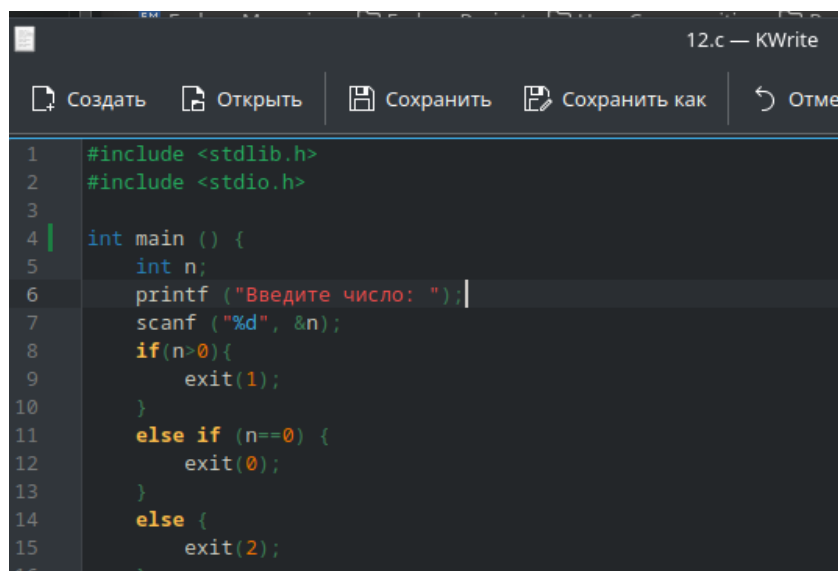 12.c — KWrite
Создать Открыть Сохранить Сохранить как Отме
1 #include <stdlib.h>
2 #include <stdio.h>
3
4 int main () {
5 int n;
6 printf ("Введите число: ");
7 scanf ("%d", &n);
8 if(n>0){
9 exit(1);
10 }
11 else if (n==0) {
12 exit(0);
13 }
14 else {
15 exit(2);